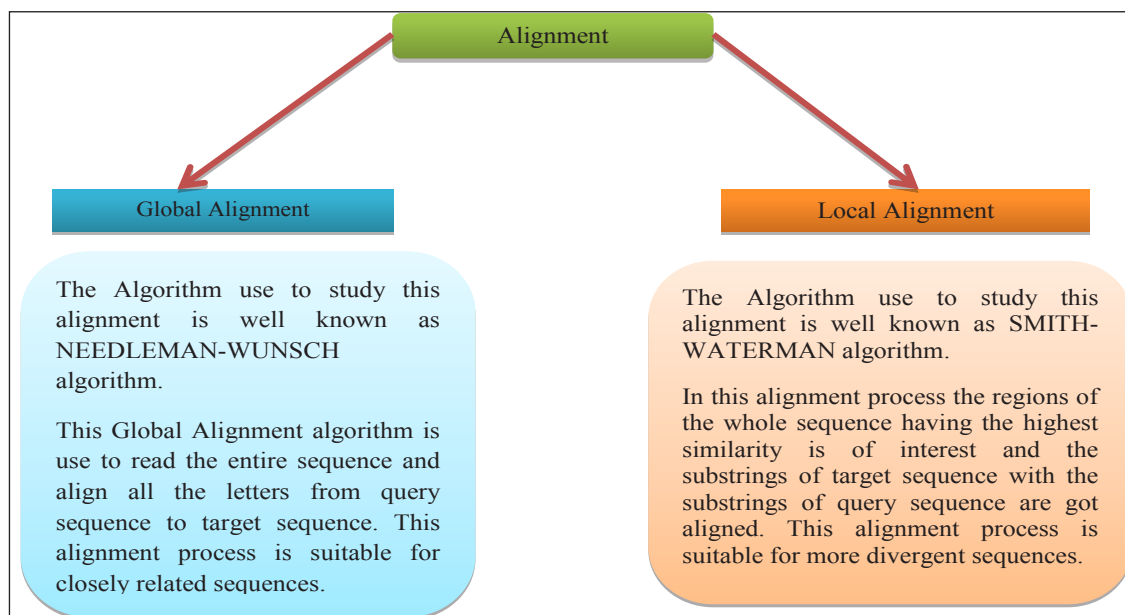 Alignment
Global Alignment
The Algorithm use to study this
alignment is well known as
NEEDLEMAN-WUNSCH
algorithm.
This Global Alignment algorithm is
use to read the entire sequence and
align all the letters from query
sequence to target sequence. This
alignment process is suitable for
closely related sequences.
Local Alignment
The Algorithm use to study this
alignment is well known as SMITH-
WATERMAN algorithm.
In this alignment process the regions of
the whole sequence having the highest
similarity is of interest and the
substrings of target sequence with the
substrings of query sequence are got
aligned. This alignment process is
suitable for more divergent sequences.